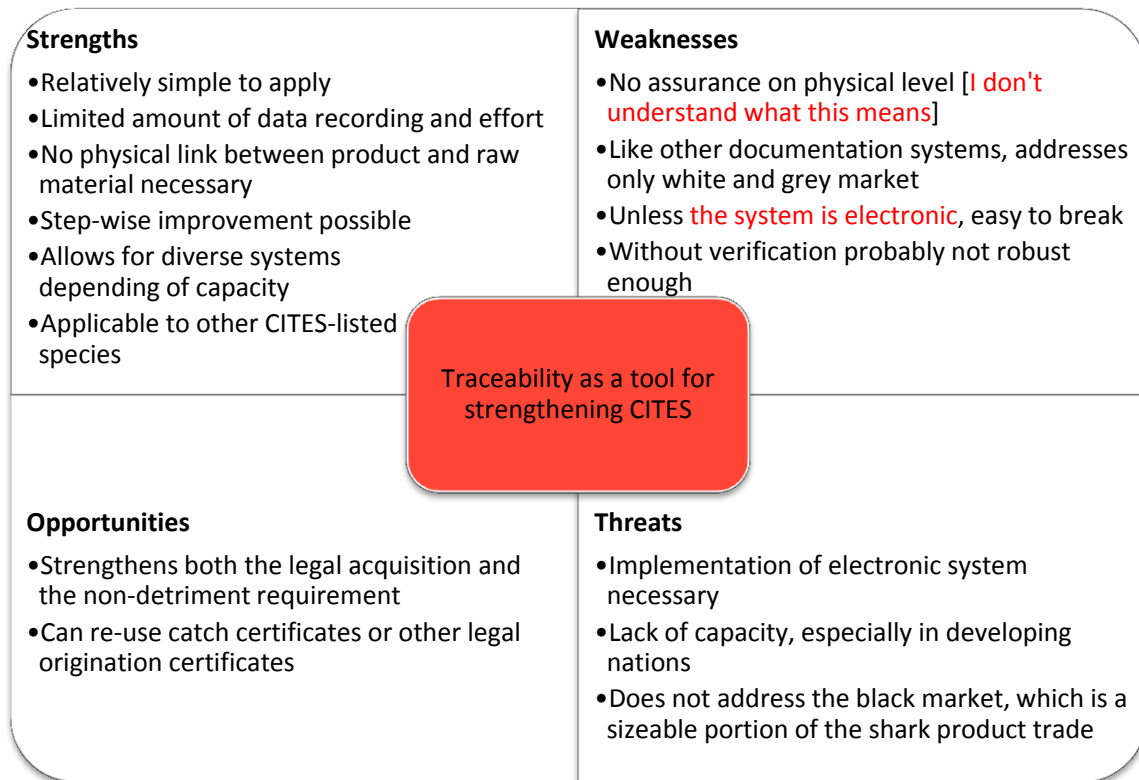 Strengths
•Relatively simple to apply
•Limited amount of data recording and effort
•No physical link between product and raw
material necessary
•Step-wise improvement possible
•Allows for diverse systems
depending of capacity
•Applicable to other CITES-listed
species
Weaknesses
•No assurance on physical level [I don't
understand what this means]
•Like other documentation systems, addresses
only white and grey market
•Unless the system is electronic, easy to break
•Without verification probably not robust
enough
Traceability as a tool for
strengthening CITES
Opportunities
•Strengthens both the legal acquisition and
the non-detriment requirement
•Can re-use catch certificates or other legal
origination certificates
Threats
•Implementation of electronic system
necessary
•Lack of capacity, especially in developing
nations
•Does not address the black market, which is a
sizeable portion of the shark product trade